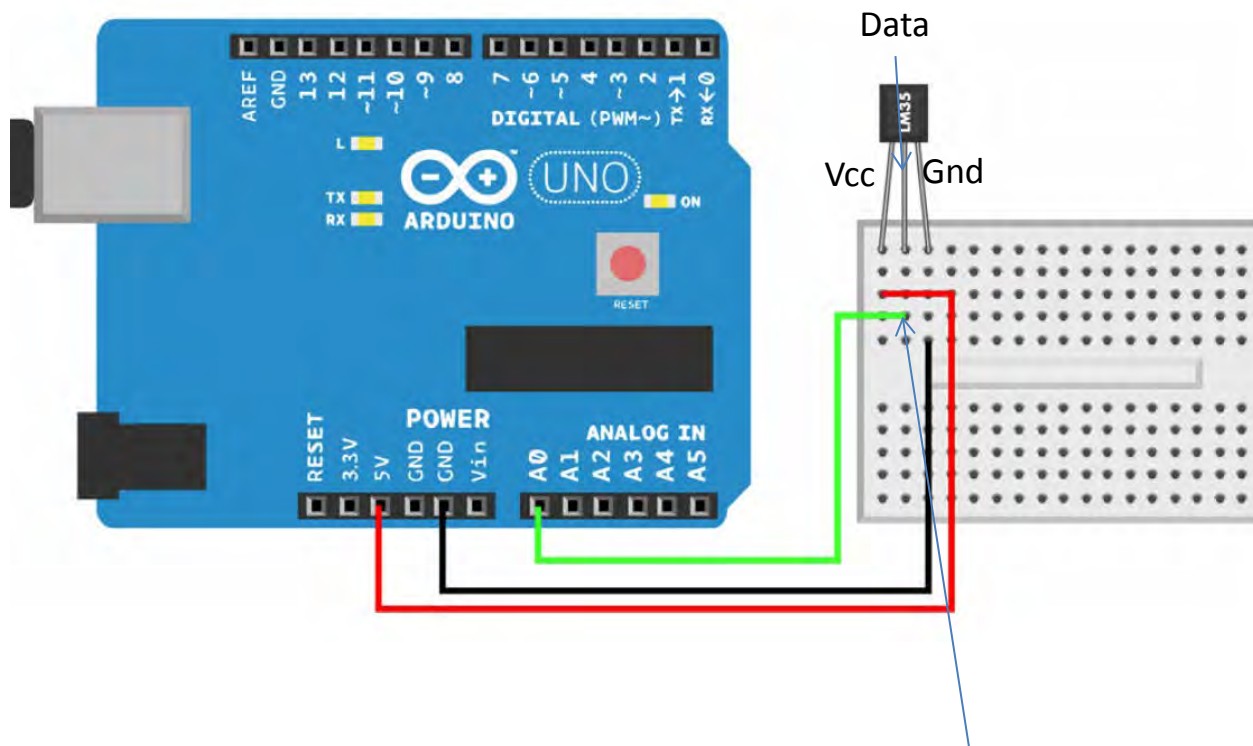 Data
LM35
Vcc
Gnd
AREF
GND
13
12
~11
~10
~9
8
7
~6
~5
4
~3
2
TX→1
RX←0
DIGITAL (PWM~)
L
TX
RX
ARDUINO
™
UNO
ON
RESET
POWER
ANALOG IN
RESET
3.3V
5V
GND
GND
Vin
A0
A1
A2
A3
A4
A5